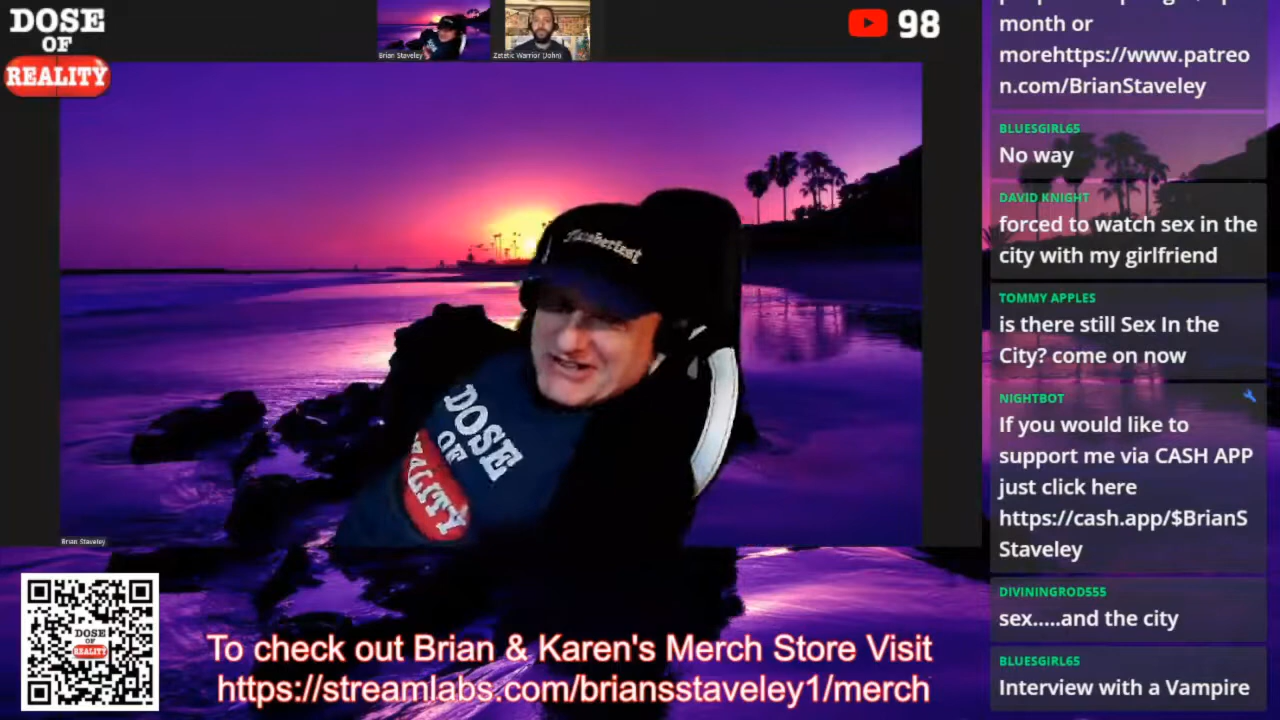 DOSE
OF
REALITY
Brian Staveley
Zetetic Warrior (John)
98
month or
morehttps://www.patreo
n.com/BrianStaveley
BLUESGIRL65
No way
DAVID KNIGHT
forced to watch sex in the
city with my girlfriend
TOMMY APPLES
is there still Sex In the
City? come on now
NIGHTBOT
If you would like to
support me via CASH APP
just click here
https://cash.app/$BrianS
Staveley
DIVININGROD555
sex.....and the city
BLUESGIRL65
Interview with a Vampire
DOSE
OF
REALITY
Brian Staveley
DOSE
OF
REALITY
To check out Brian & Karen's Merch Store Visit
https://streamlabs.com/briansstaveley1/merch